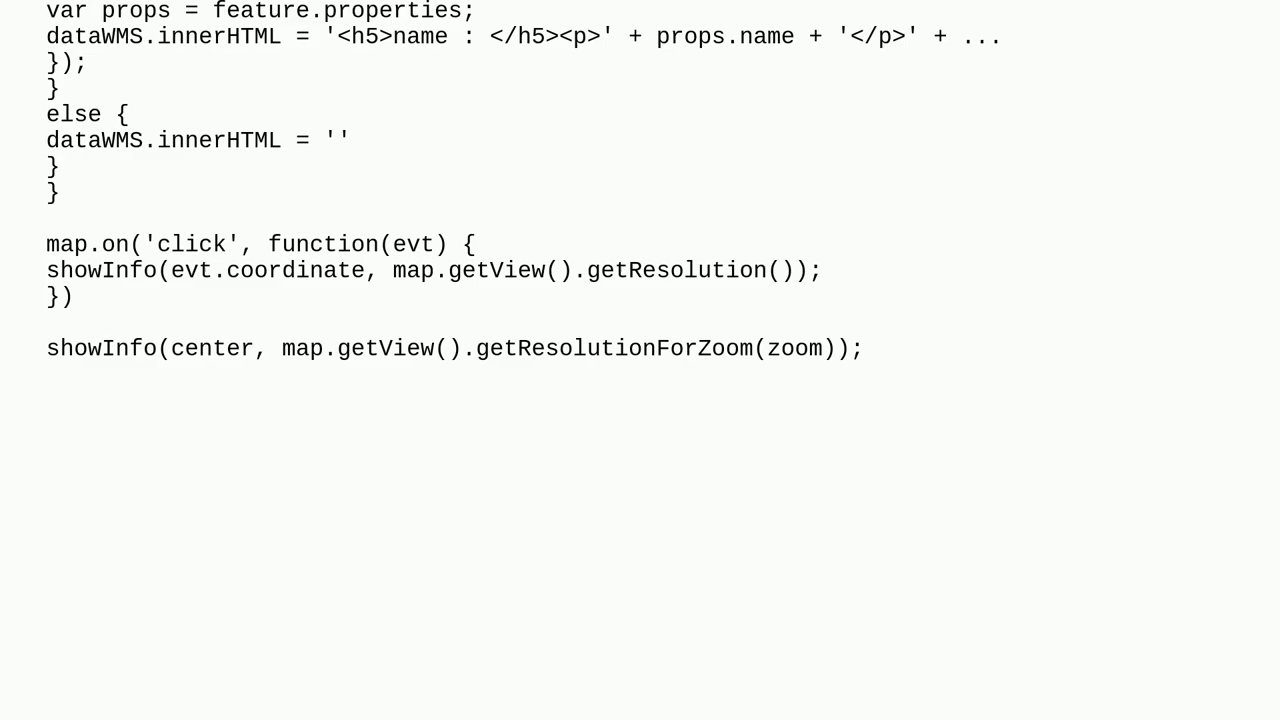 var props = feature.properties;
dataWMS.innerHTML = '<h5>name : </h5><p>' + props.name + '</p>' + ...
});
}
else {
dataWMS.innerHTML = ''
}
}

map.on('click', function(evt) {
showInfo(evt.coordinate, map.getView().getResolution());
})

showInfo(center, map.getView().getResolutionForZoom(zoom));